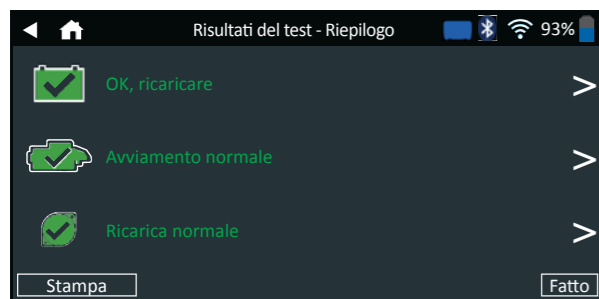 Risultati del test - Riepilogo 93%
OK, ricaricare >
Avviamento normale >
Ricarica normale >
Stampa Fatto